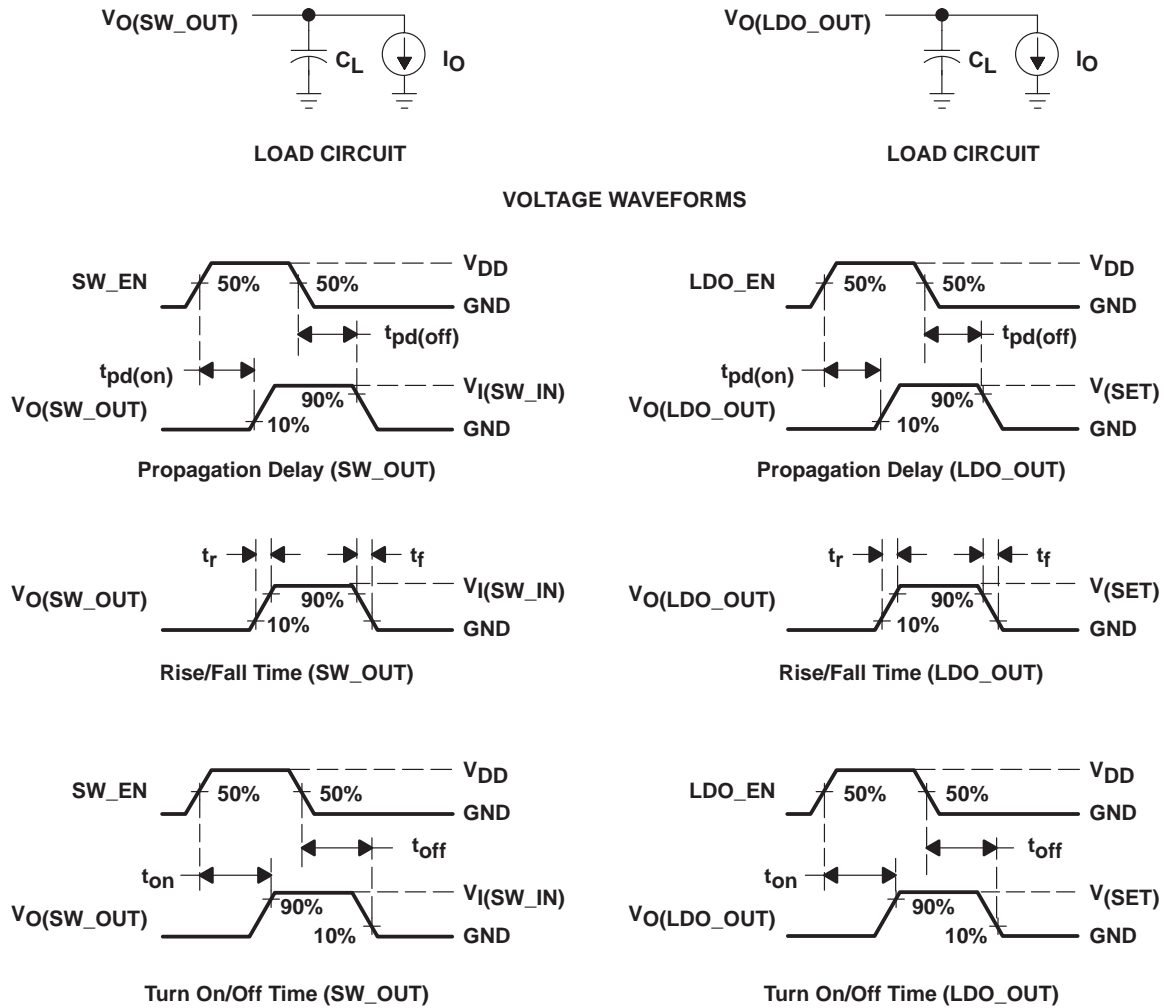 VO(SW_OUT) CL IO
VO(LDO_OUT) CL IO
LOAD CIRCUIT LOAD CIRCUIT
VOLTAGE WAVEFORMS
SW_EN 50% 50% VDD
GND
tpd(off)
tpd(on)
VO(SW_OUT) 90% VI(SW_IN)
10% GND
Propagation Delay (SW_OUT)
LDO_EN 50% 50% VDD
GND
tpd(off)
tpd(on)
VO(LDO_OUT) 90% V(SET)
10% GND
Propagation Delay (LDO_OUT)
tr tf
VO(SW_OUT) 90% VI(SW_IN)
10% GND
Rise/Fall Time (SW_OUT)
tr tf
VO(LDO_OUT) 90% V(SET)
10% GND
Rise/Fall Time (LDO_OUT)
SW_EN 50% 50% VDD
GND
toff
ton
VO(SW_OUT) 90% VI(SW_IN)
10% GND
Turn On/Off Time (SW_OUT)
LDO_EN 50% 50% VDD
GND
toff
ton
VO(LDO_OUT) 90% V(SET)
10% GND
Turn On/Off Time (LDO_OUT)